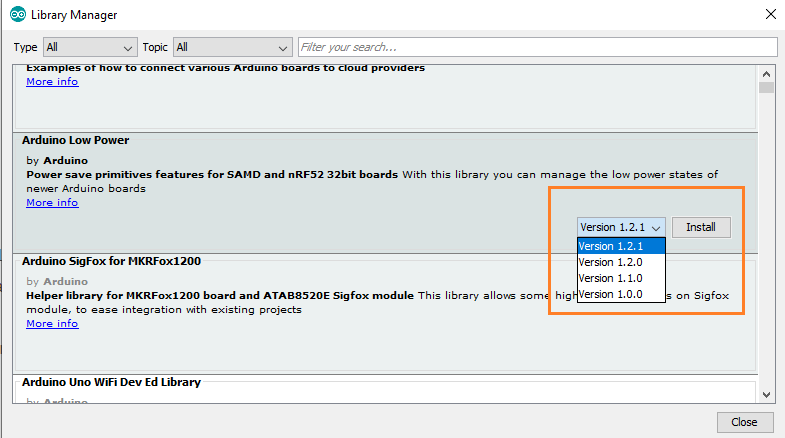 Library Manager
Type All Topic All Filter your search...
Examples of how to connect various Arduino boards to cloud providers
More info
Arduino Low Power
by Arduino
Power save primitives features for SAMD and nRF52 32bit boards With this library you can manage the low power states of
newer Arduino boards
More info
Version 1.2.1 Install
Version 1.2.1
Version 1.2.0
Version 1.1.0
Version 1.0.0
Arduino SigFox for MKRFox1200
by Arduino
Helper library for MKRFox1200 board and ATAB8520E Sigfox module This library allows some hig s on Sigfox
module, to ease integration with existing projects
More info
Arduino Uno WiFi Dev Ed Library
by Arduino
Close